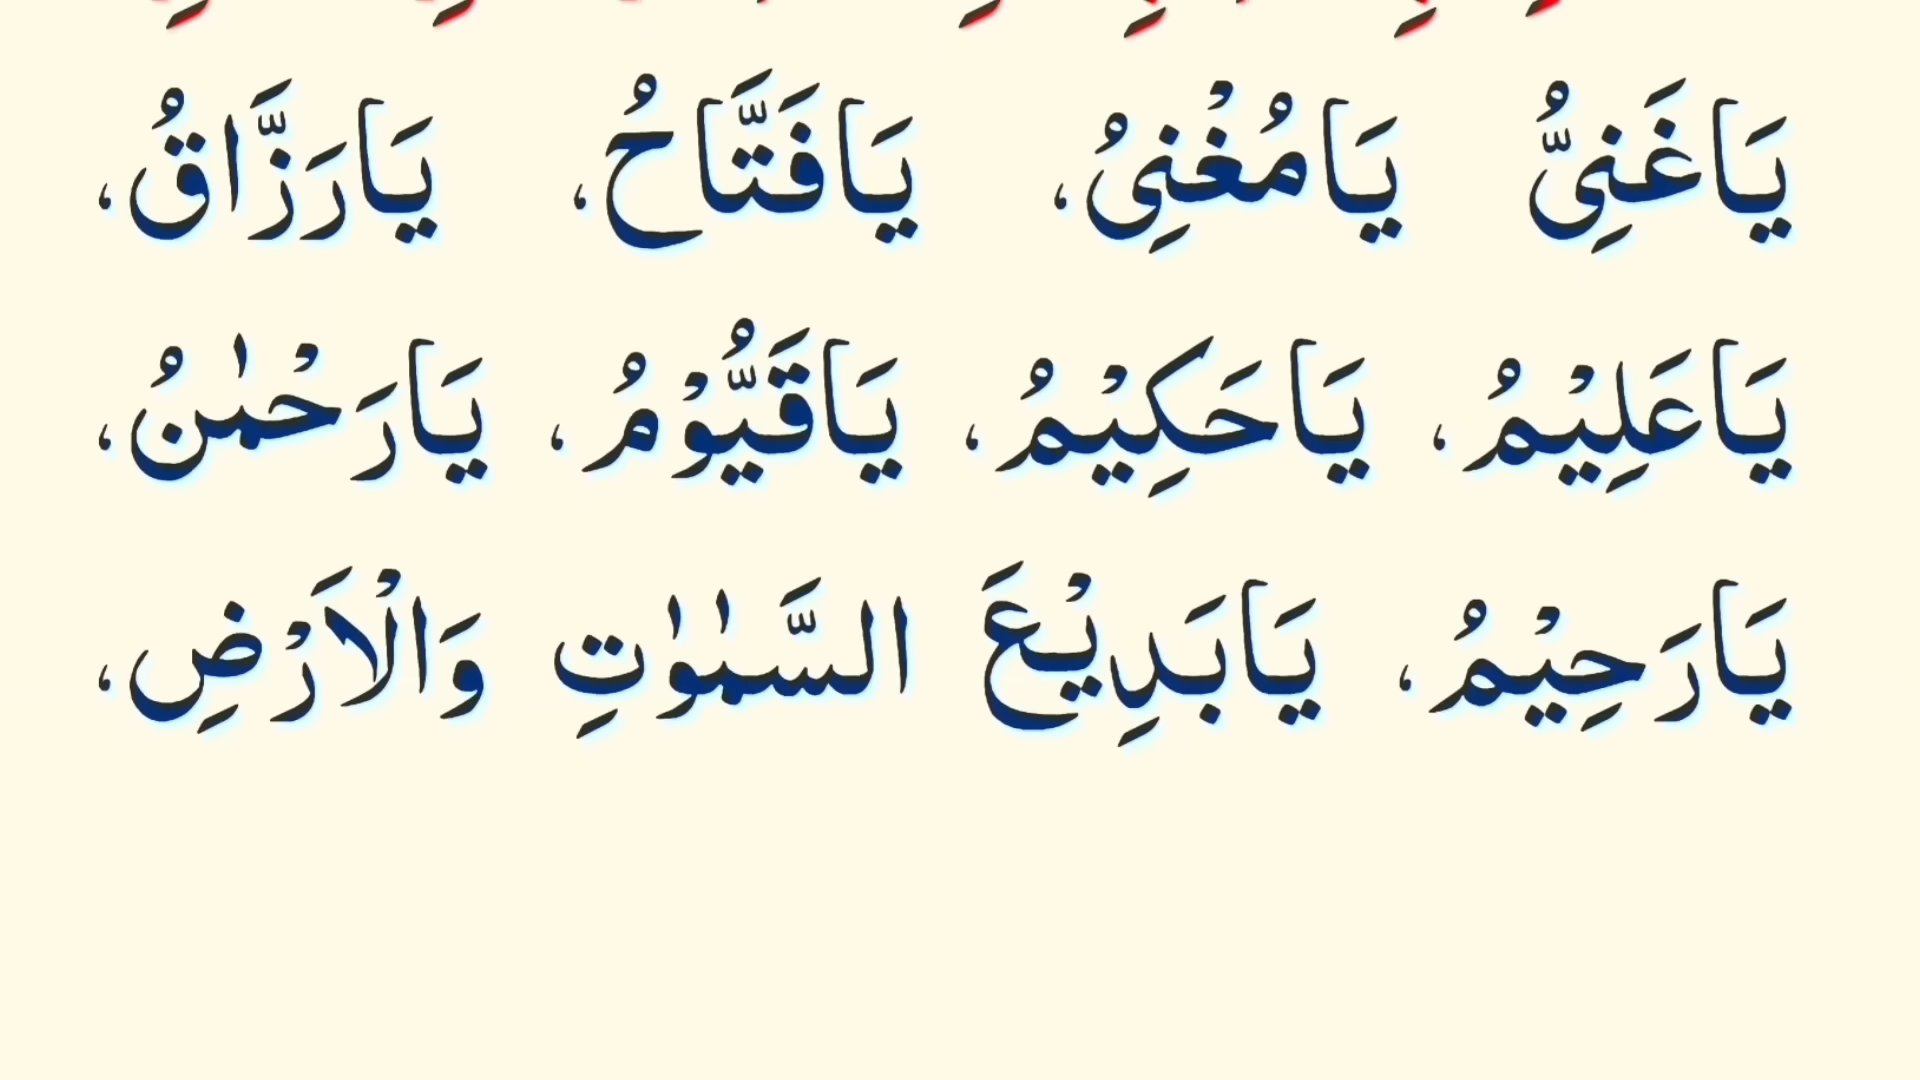 يَاغَنِىُّ يَامُغْنِىُ، يَافَتَّاحُ، يَارَزَّاقُ،
يَاعَلِيْمُ، يَاحَكِيْمُ، يَاقَيُّوْمُ، يَارَحْمٰنُ،
يَارَحِيْمُ، يَابَدِيْعَ السَّمٰوٰتِ وَالْاَرْضِ،